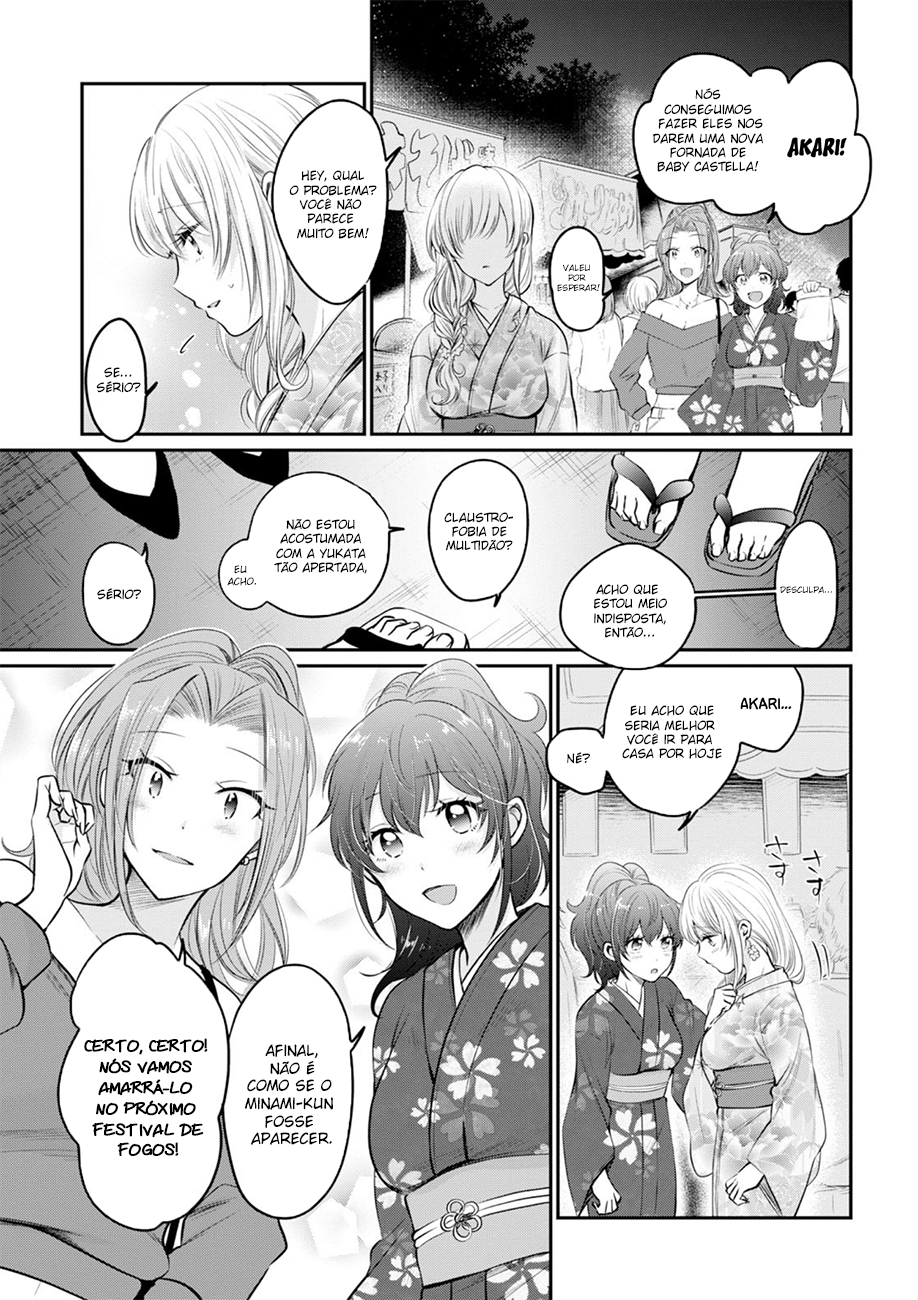 AKARI!
NÓS
CONSEGUIMOS
FAZER ELES NOS
DAREM UMA NOVA
FORNADA DE
BABY CASTELLA!
VALEU
POR
ESPERAR!
HEY, QUAL
O PROBLEMA?
VOCÊ NÃO
PARECE
MUITO BEM!
SE...
SÉRIO?
DESCULPA...
ACHO QUE
ESTOU MEIO
INDISPOSTA,
ENTÃO...
CLAUSTRO-
FOBIA DE
MULTIDÃO?
NÃO ESTOU
ACOSTUMADA
COM A YUKATA
TÃO APERTADA,
EU
ACHO.
SÉRIO?
AKARI...
EU ACHO QUE
SERIA MELHOR
VOCÊ IR PARA
CASA POR HOJE
NÉ?
さす
さす
AFINAL,
NÃO É
COMO SE O
MINAMI-KUN
FOSSE
APARECER.
CERTO, CERTO!
NÓS VAMOS
AMARRÁ-LO
NO PRÓXIMO
FESTIVAL DE
FOGOS!